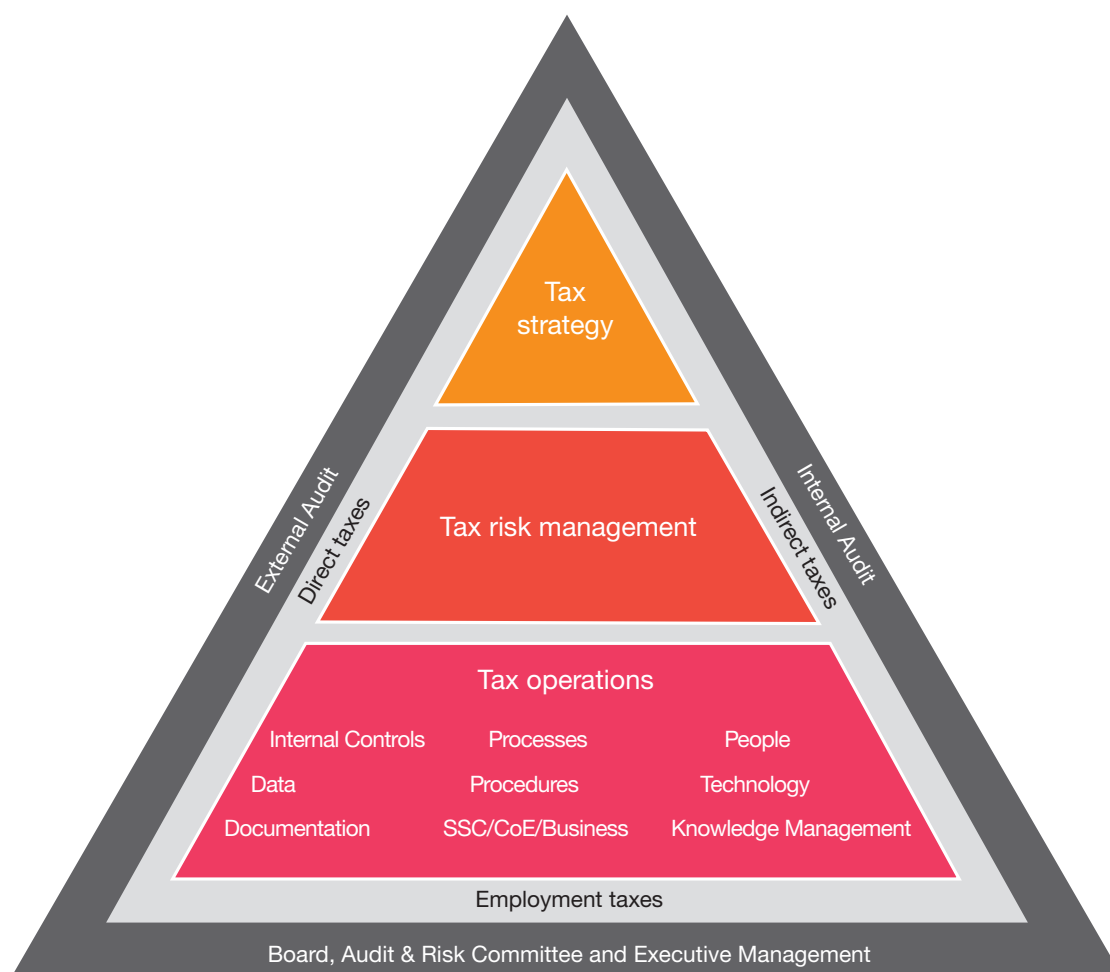 Tax
strategy
External Audit
Direct taxes
Tax risk management
Indirect taxes
Internal Audit
Tax operations
Internal Controls Processes People
Data Procedures Technology
Documentation SSC/CoE/Business Knowledge Management
Employment taxes
Board, Audit & Risk Committee and Executive Management